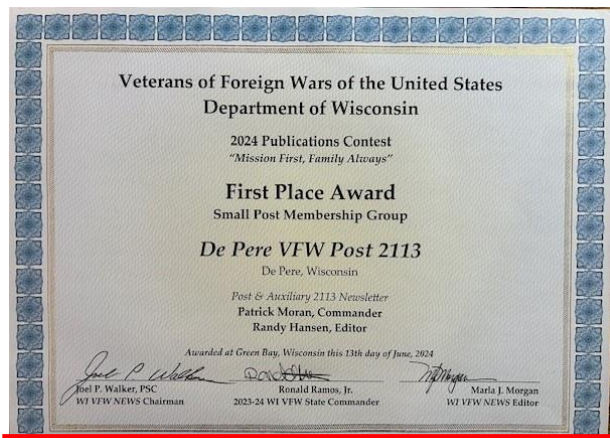 Veterans of Foreign Wars of the United States
Department of Wisconsin
2024 Publications Contest
"Mission First, Family Always"
First Place Award
Small Post Membership Group
De Pere VFW Post 2113
De Pere, Wisconsin
Post & Auxiliary 2113 Newsletter
Patrick Moran, Commander
Randy Hansen, Editor
Awarded at Green Bay, Wisconsin this 13th day of June, 2024
Joel P. Walker
Joel P. Walker, PSC
WI VFW NEWS Chairman
Ronald Ramos, Jr.
2023-24 WI VFW State Commander
Marla J. Morgan
WI VFW NEWS Editor